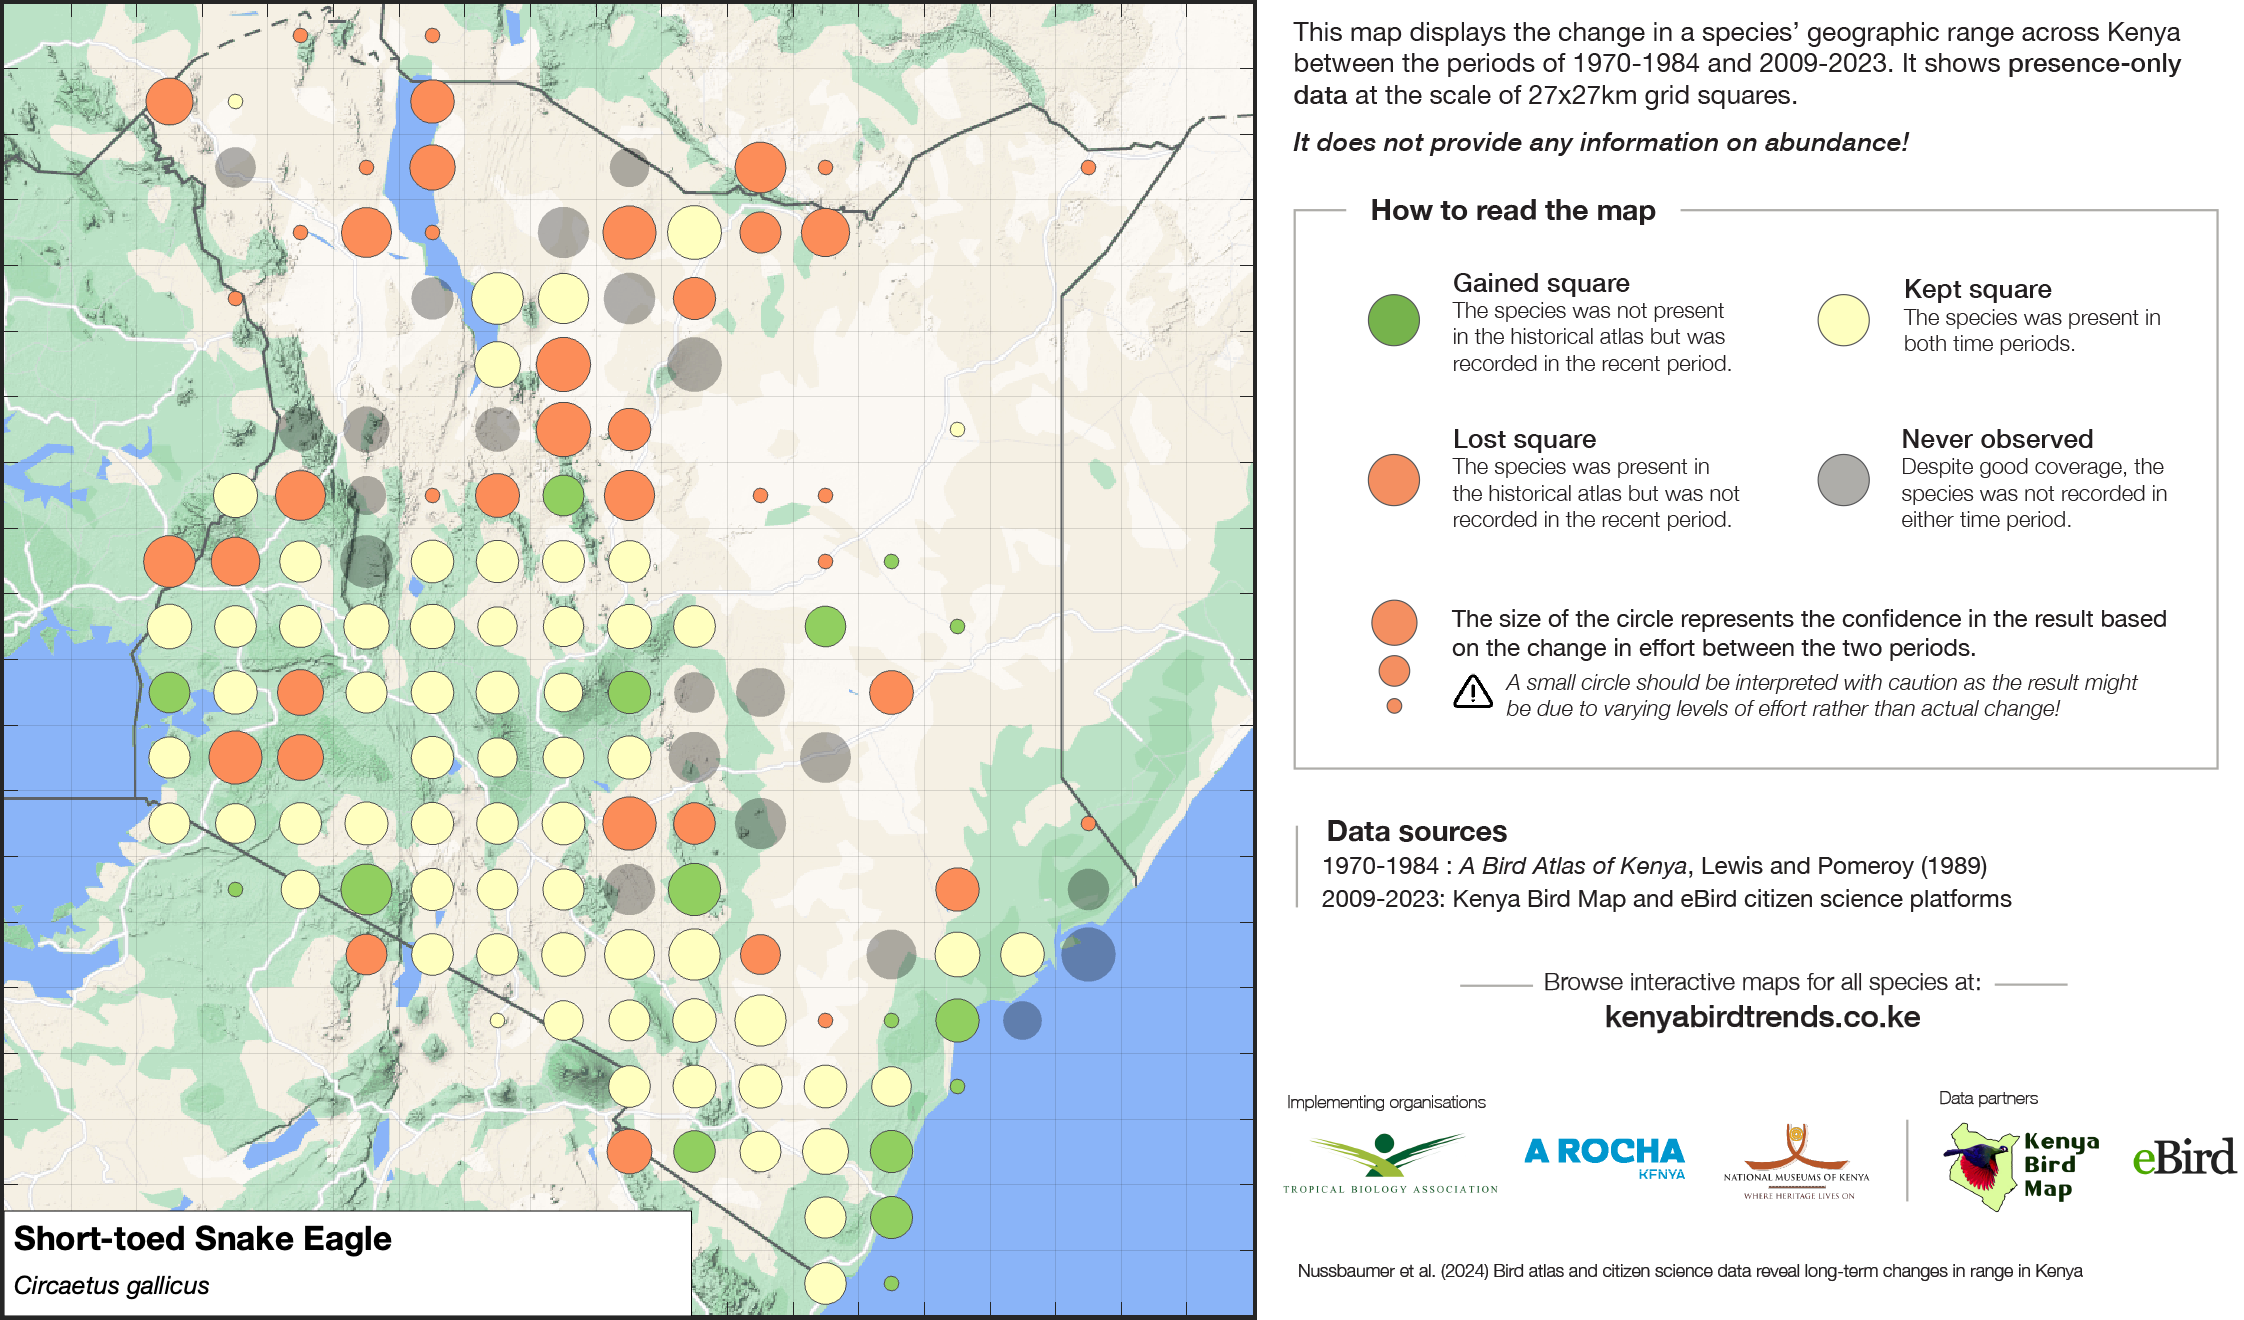 This map displays the change in a species’ geographic range across Kenya
between the periods of 1970-1984 and 2009-2023. It shows presence-only
data at the scale of 27x27km grid squares.
It does not provide any information on abundance!
How to read the map
Gained square
The species was not present
in the historical atlas but was
recorded in the recent period.
Kept square
The species was present in
both time periods.
Lost square
The species was present in
the historical atlas but was not
recorded in the recent period.
Never observed
Despite good coverage, the
species was not recorded in
either time period.
The size of the circle represents the confidence in the result based
on the change in effort between the two periods.
A small circle should be interpreted with caution as the result might
be due to varying levels of effort rather than actual change!
Data sources
1970-1984 : A Bird Atlas of Kenya, Lewis and Pomeroy (1989)
2009-2023: Kenya Bird Map and eBird citizen science platforms
Browse interactive maps for all species at:
kenyabirdtrends.co.ke
Implementing organisations
Data partners
TROPICAL BIOLOGY ASSOCIATION
A ROCHA
KENYA
NATIONAL MUSEUMS OF KENYA
WHERE HERITAGE LIVES ON
Kenya
Bird
Map
eBird
Short-toed Snake Eagle
Circaetus gallicus
Nussbaumer et al. (2024) Bird atlas and citizen science data reveal long-term changes in range in Kenya